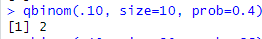 > qbinom(.10, size=10, prob=0.4)
[1] 2